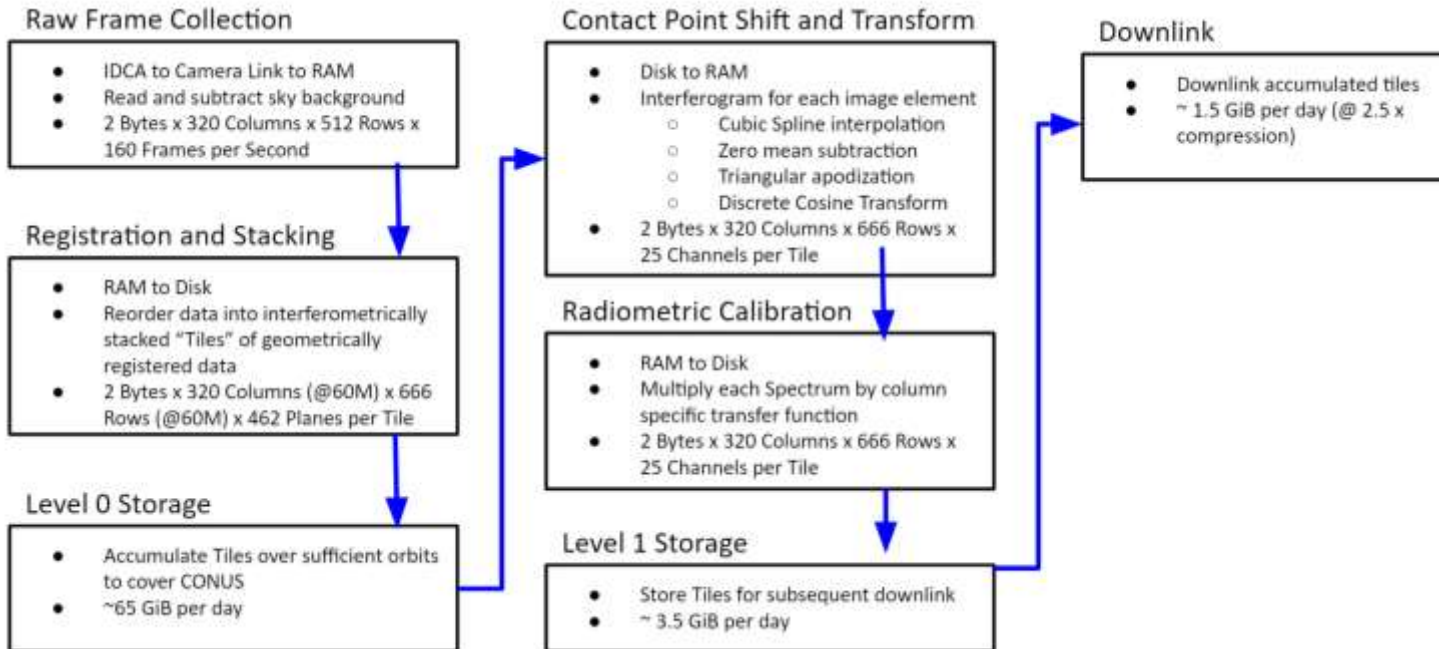 Raw Frame Collection
● IDCA to Camera Link to RAM
● Read and subtract sky background
● 2 Bytes x 320 Columns x 512 Rows x
160 Frames per Second
Registration and Stacking
● RAM to Disk
● Reorder data into interferometrically
stacked “Tiles” of geometrically
registered data
● 2 Bytes x 320 Columns (@60M) x 666
Rows (@60M) x 462 Planes per Tile
Level 0 Storage
● Accumulate Tiles over sufficient orbits
to cover CONUS
● ~65 GiB per day
Contact Point Shift and Transform
● Disk to RAM
● Interferogram for each image element
○ Cubic Spline interpolation
○ Zero mean subtraction
○ Triangular apodization
○ Discrete Cosine Transform
● 2 Bytes x 320 Columns x 666 Rows x
25 Channels per Tile
Radiometric Calibration
● RAM to Disk
● Multiply each Spectrum by column
specific transfer function
● 2 Bytes x 320 Columns x 666 Rows x
25 Channels per Tile
Level 1 Storage
● Store Tiles for subsequent downlink
● ~ 3.5 GiB per day
Downlink
● Downlink accumulated tiles
● ~ 1.5 GiB per day (@ 2.5 x
compression)